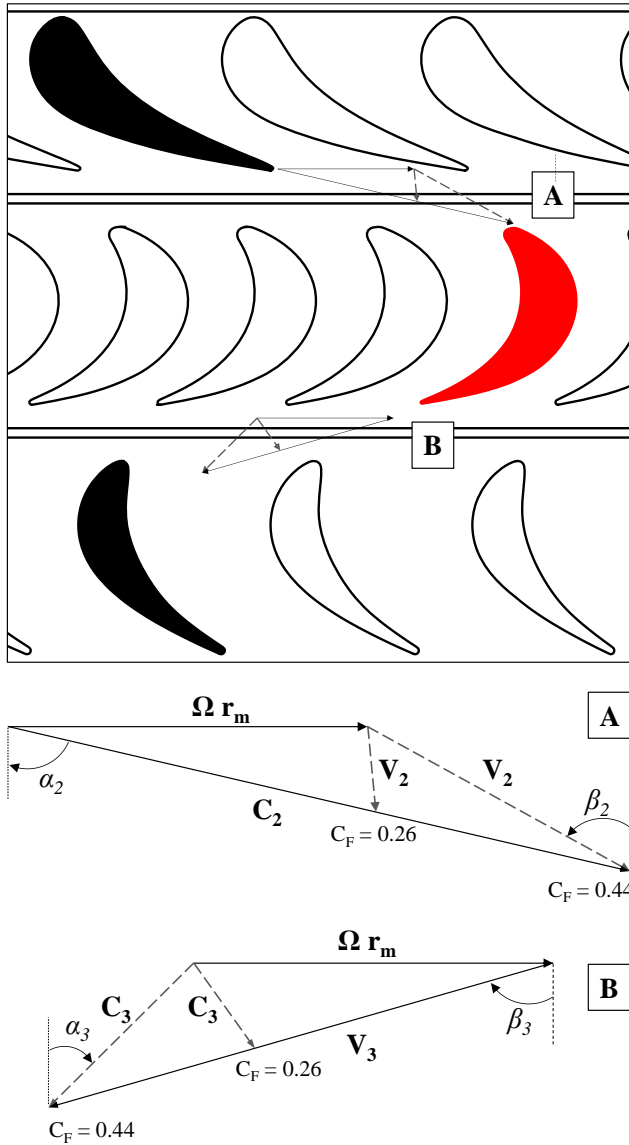 A
B
Ω r_m
A
α_2
V_2
V_2
β_2
C_2
C_F = 0.26
C_F = 0.44
Ω r_m
B
C_3
C_3
α_3
β_3
V_3
C_F = 0.26
C_F = 0.44